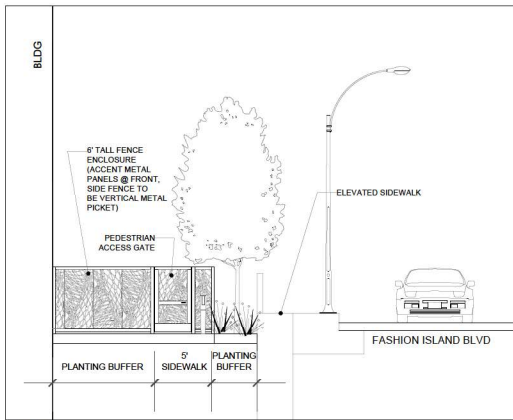 BLDG
6' TALL FENCE
ENCLOSURE
(ACCENT METAL
PANELS @ FRONT,
SIDE FENCE TO
BE VERTICAL METAL
PICKET)
PEDESTRIAN
ACCESS GATE
ELEVATED SIDEWALK
FASHION ISLAND BLVD
PLANTING BUFFER
5'
SIDEWALK
PLANTING
BUFFER